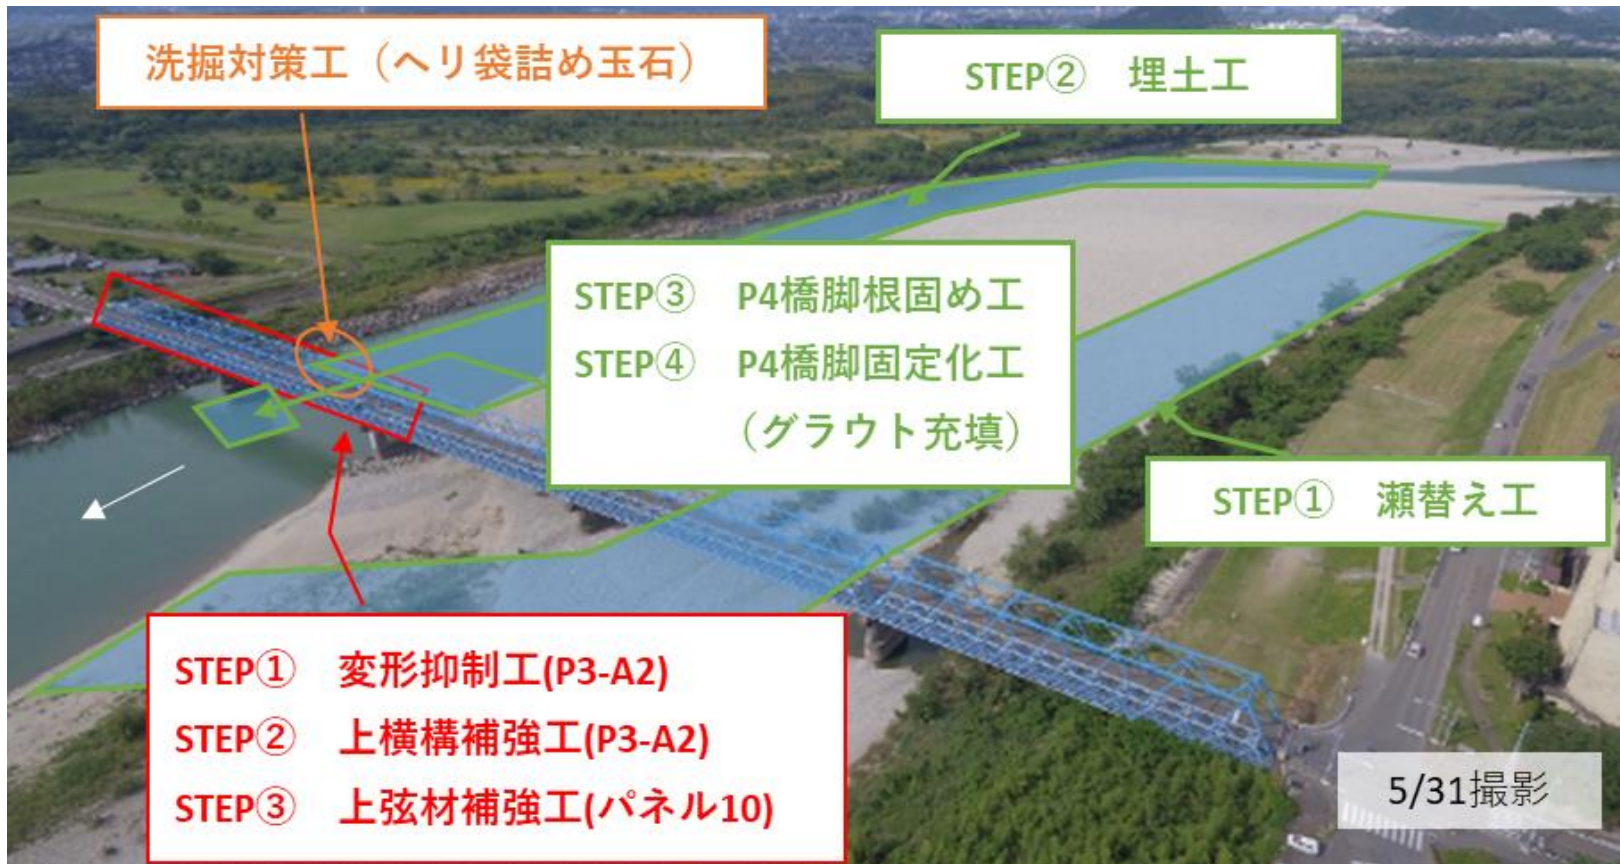 洗掘対策工（ヘリ袋詰め玉石）
STEP②　埋土工
STEP③　P4橋脚根固め工
STEP④　P4橋脚固定化工
（グラウト充填）
STEP①　瀬替え工
STEP①　変形抑制工(P3-A2)
STEP②　上横構補強工(P3-A2)
STEP③　上弦材補強工(パネル10)
5/31撮影